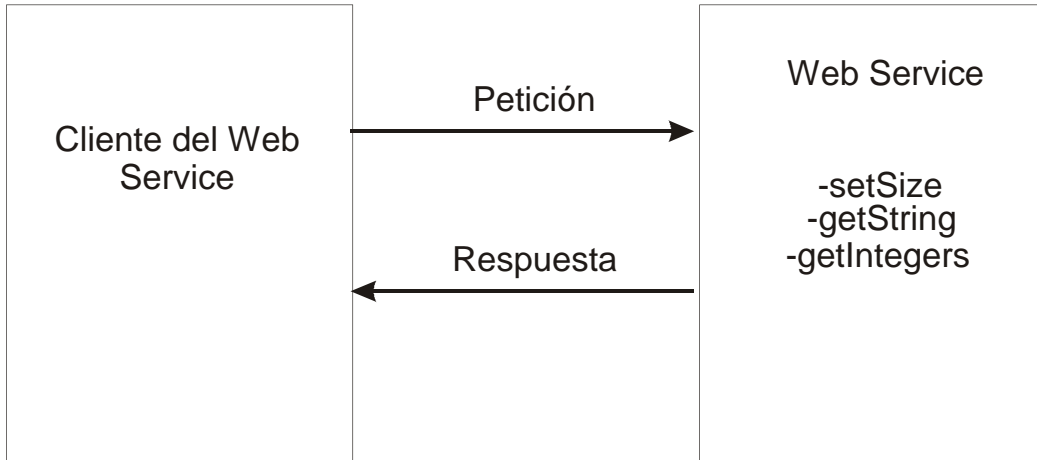 Cliente del Web
Service
Petición
Respuesta
Web Service
-setSize
-getString
-getIntegers